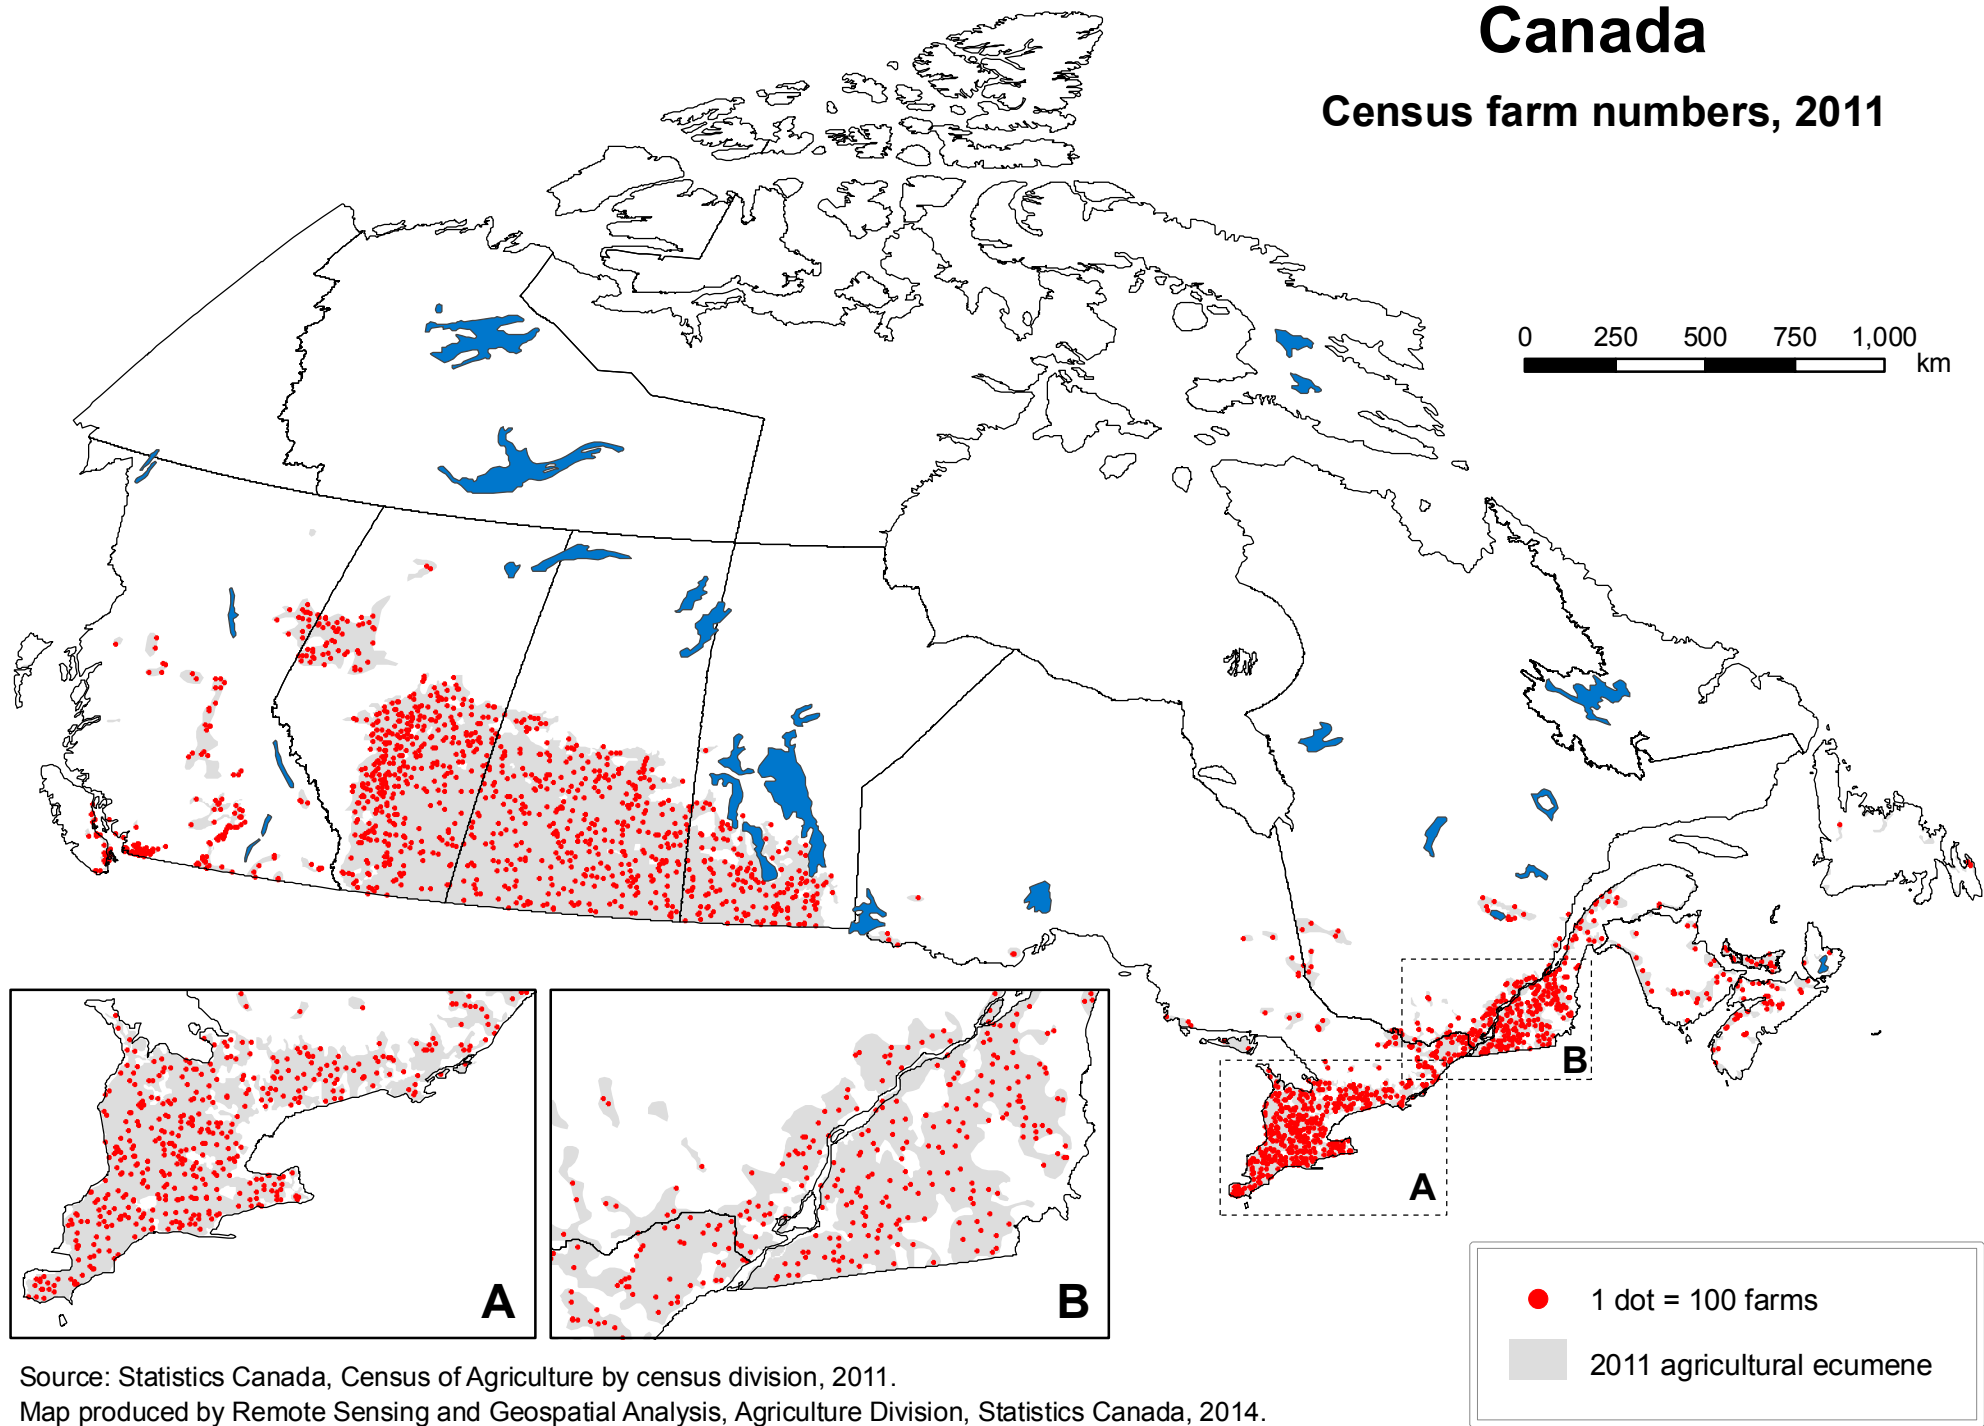 Canada
Census farm numbers, 2011
0 250 500 750 1,000
km
B
A
A
B
1 dot = 100 farms
2011 agricultural ecumene
Source: Statistics Canada, Census of Agriculture by census division, 2011.
Map produced by Remote Sensing and Geospatial Analysis, Agriculture Division, Statistics Canada, 2014.